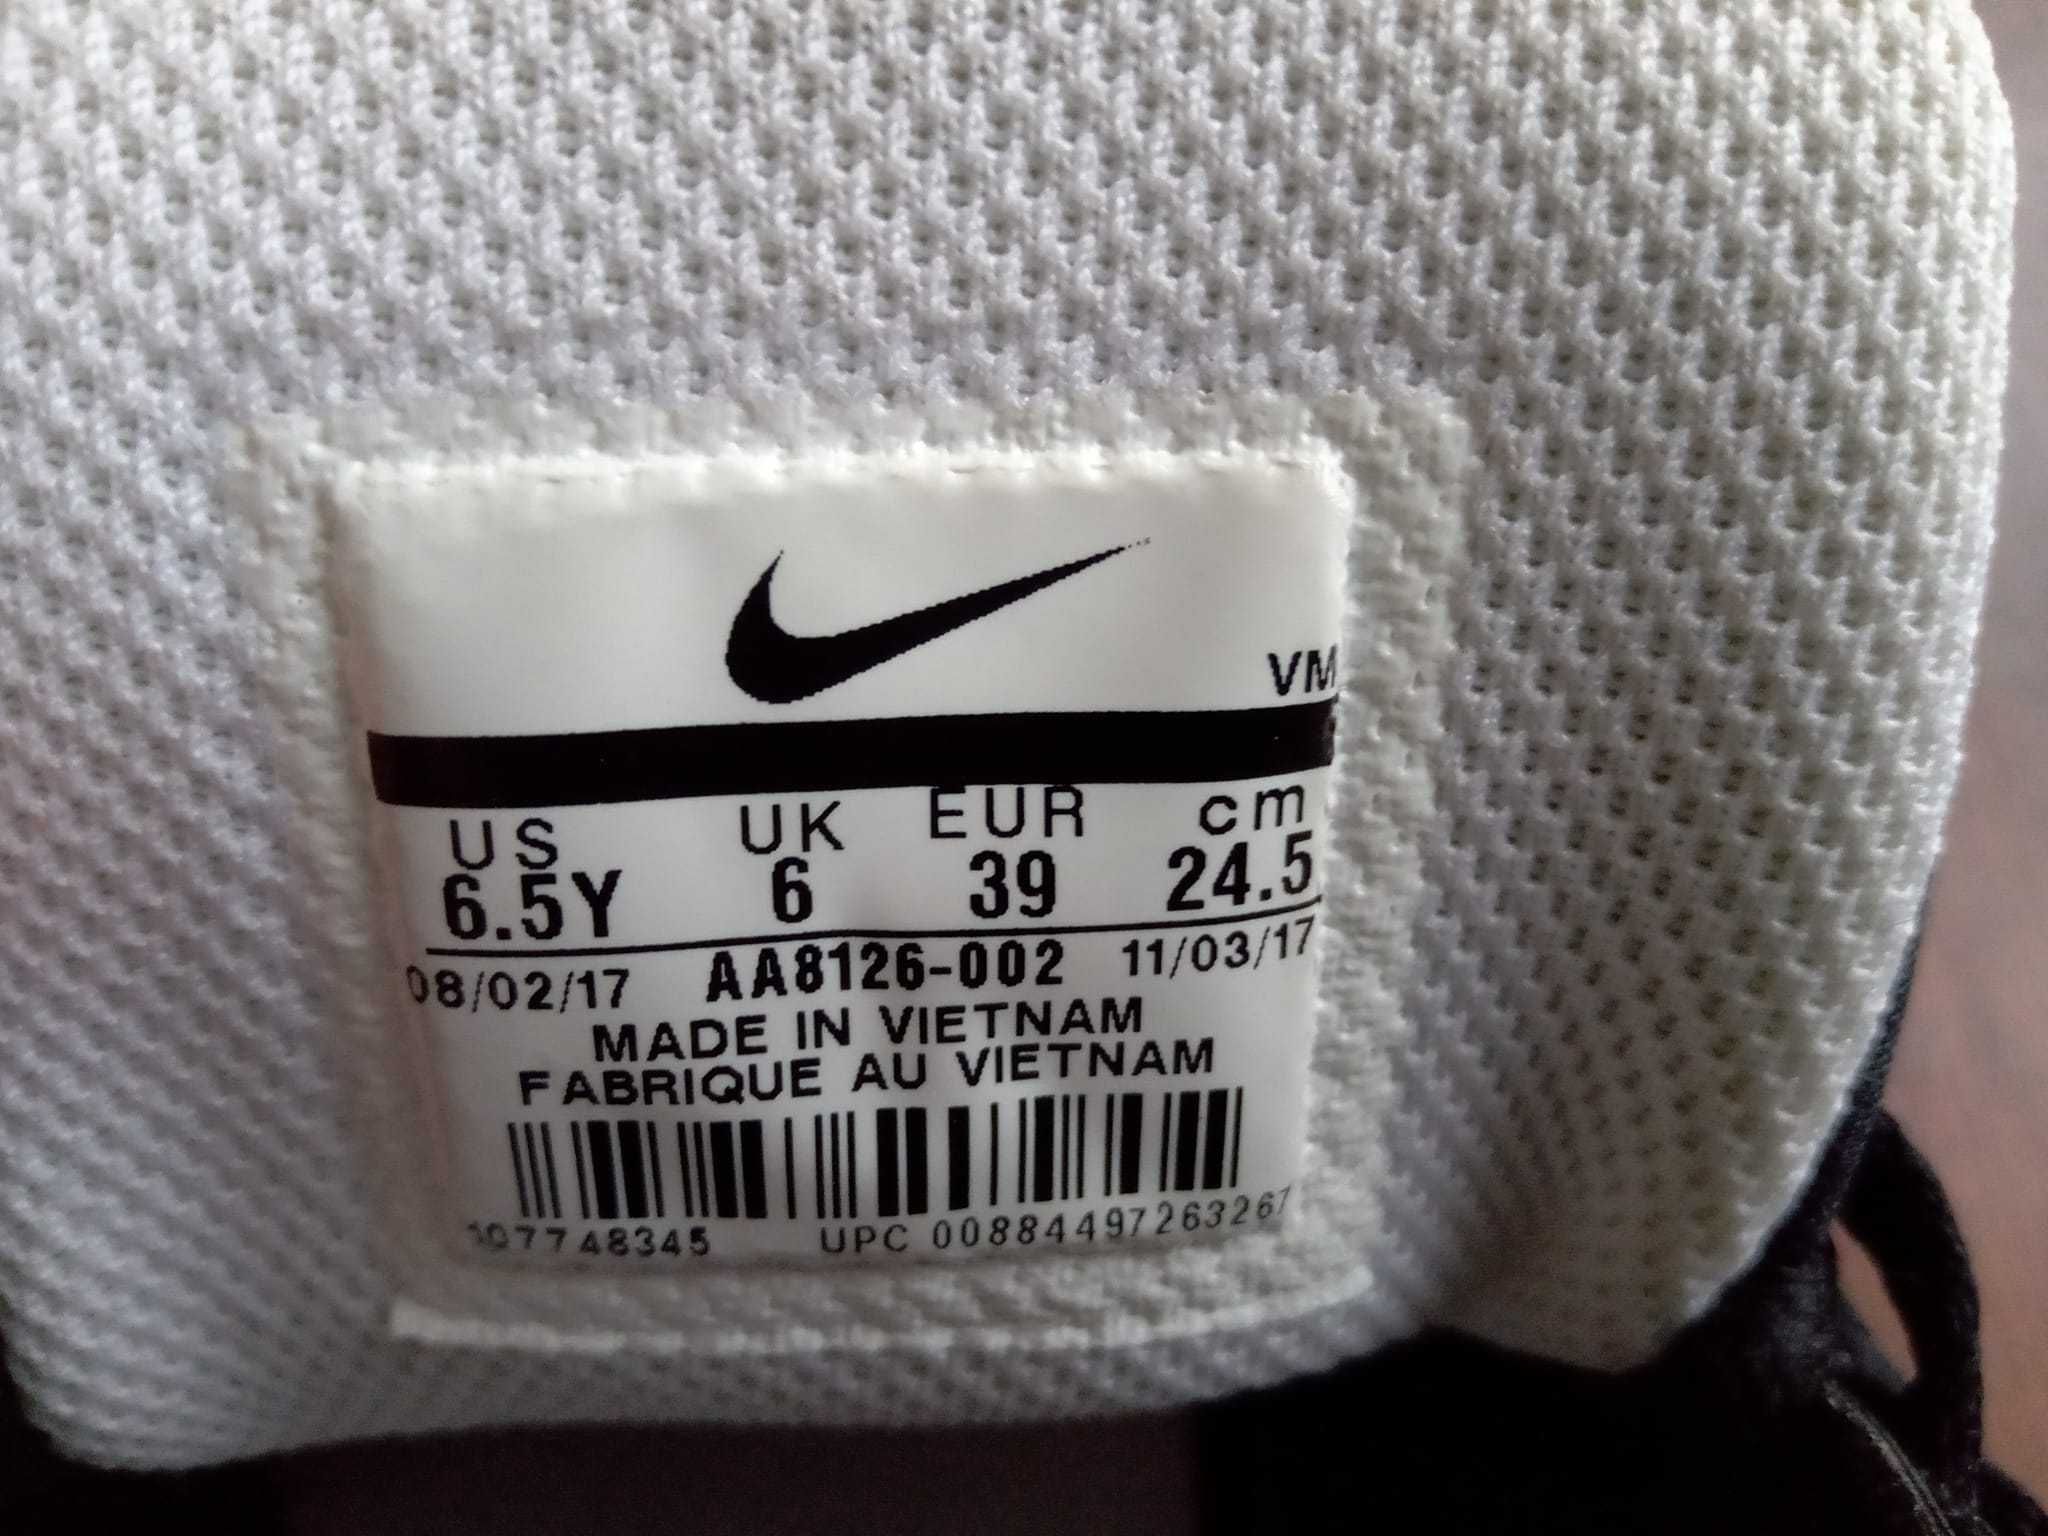 VM
US UK EUR cm
6.5Y 6 39 24.5
08/02/17 AA8126-002 11/03/17
MADE IN VIETNAM
FABRIQUE AU VIETNAM
UPC 00884497263267